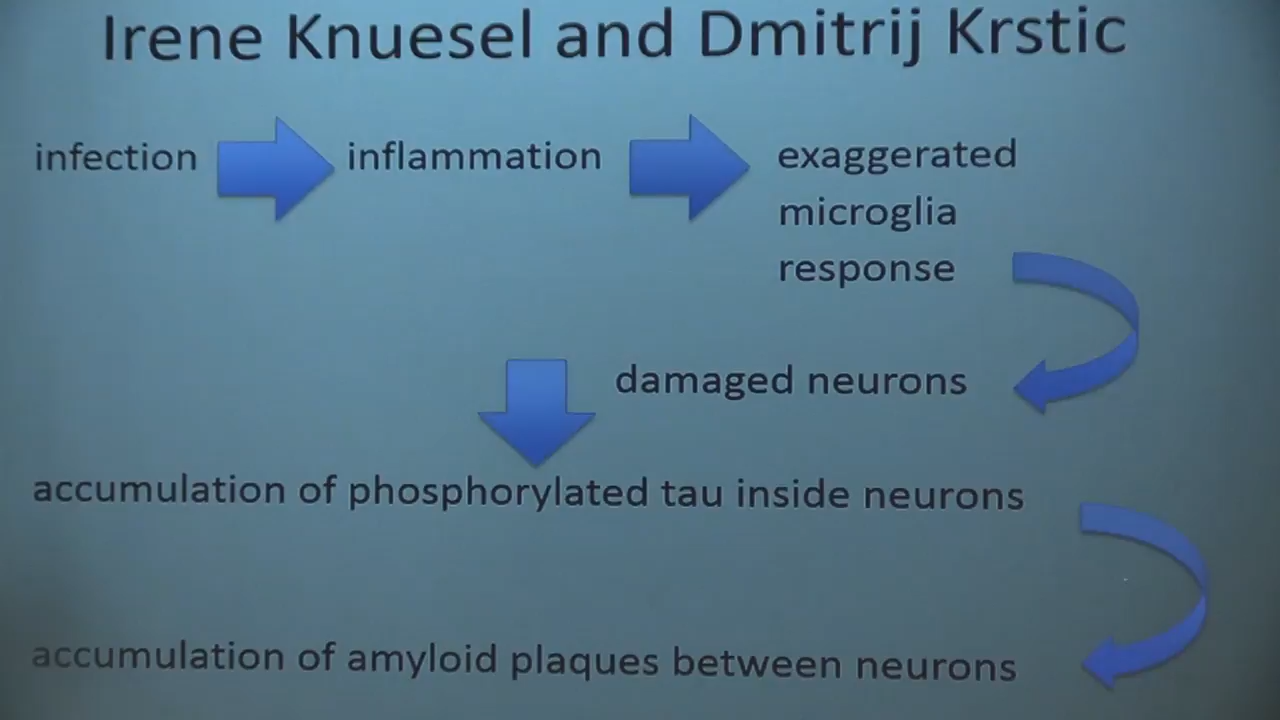 Irene Knuesel and Dmitrij Krstic
infection
inflammation
exaggerated
microglia
response
damaged neurons
accumulation of phosphorylated tau inside neurons
accumulation of amyloid plaques between neurons